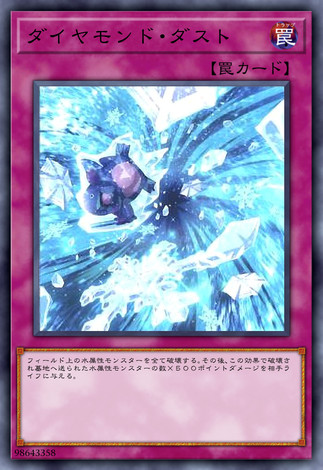 ダイヤモンド・ダスト
トラップ
罠
【罠カード】
フィールド上の水属性モンスターを全て破壊する。その後、この効果で破壊さ
れ墓地へ送られた水属性モンスターの数×500ポイントダメージを相手ラ
イフに与える。
98643358